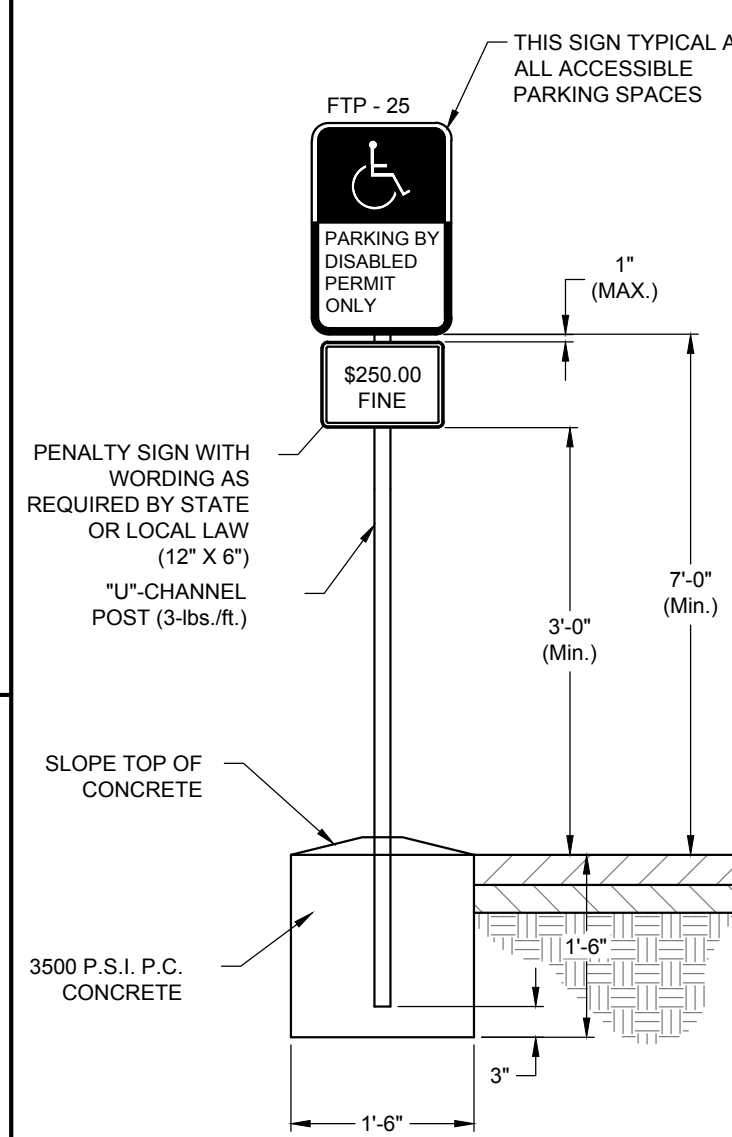 THIS SIGN TYPICAL A
ALL ACCESSIBLE
PARKING SPACES
FTP - 25
PARKING BY
DISABLED
PERMIT
ONLY
1"
(MAX.)
$250.00
FINE
PENALTY SIGN WITH
WORDING AS
REQUIRED BY STATE
OR LOCAL LAW
(12" X 6")
"U"-CHANNEL
POST (3-lbs./ft.)
7'-0"
(Min.)
3'-0"
(Min.)
SLOPE TOP OF
CONCRETE
3500 P.S.I. P.C.
CONCRETE
1'-6"
3"
1'-6"